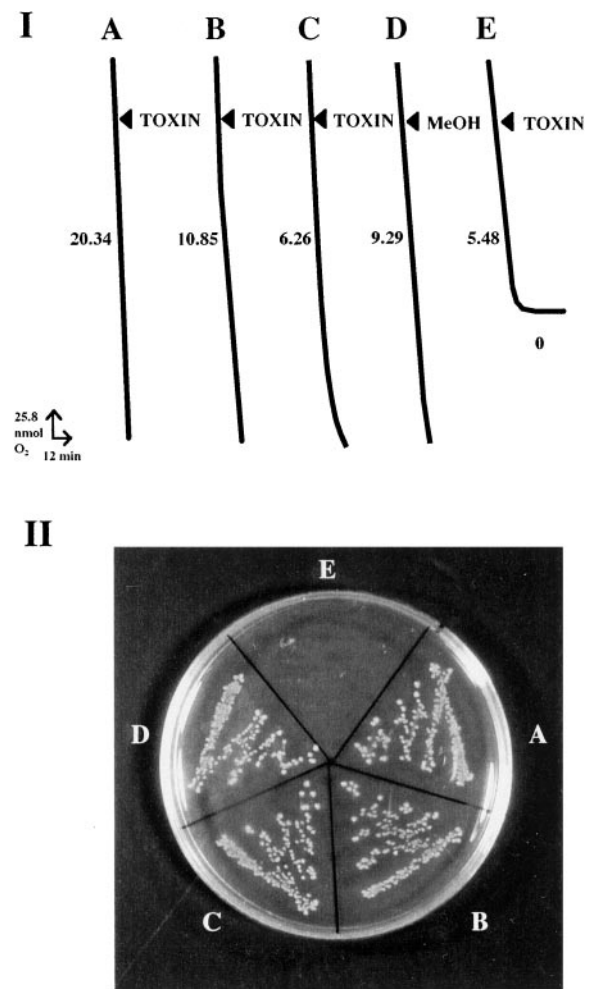 I A B C D E
TOXIN TOXIN TOXIN MeOH TOXIN
20.34 10.85 6.26 9.29 5.48
0
25.8
nmol
O₂ 12 min
II
E
D A
C B